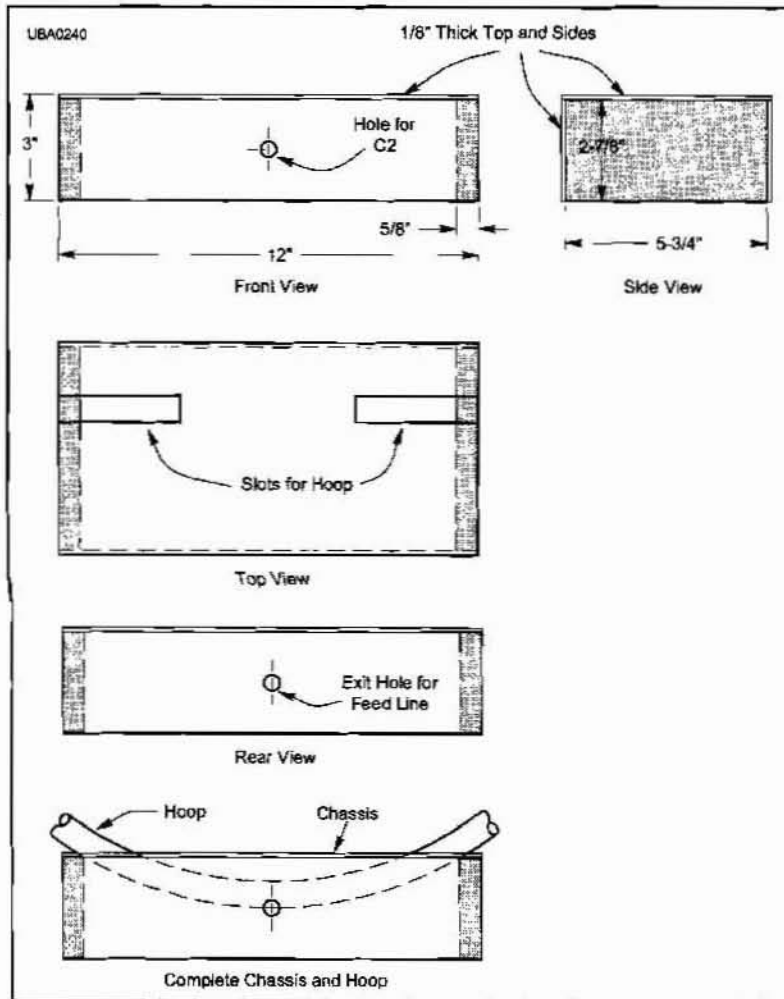 UBA0240
1/8" Thick Top and Sides
3"
Hole for
C2
2-7/8"
5/8"
12"
5-3/4"
Front View
Side View
Slots for Hoop
Top View
Exit Hole for
Feed Line
Rear View
Hoop
Chassis
Complete Chassis and Hoop